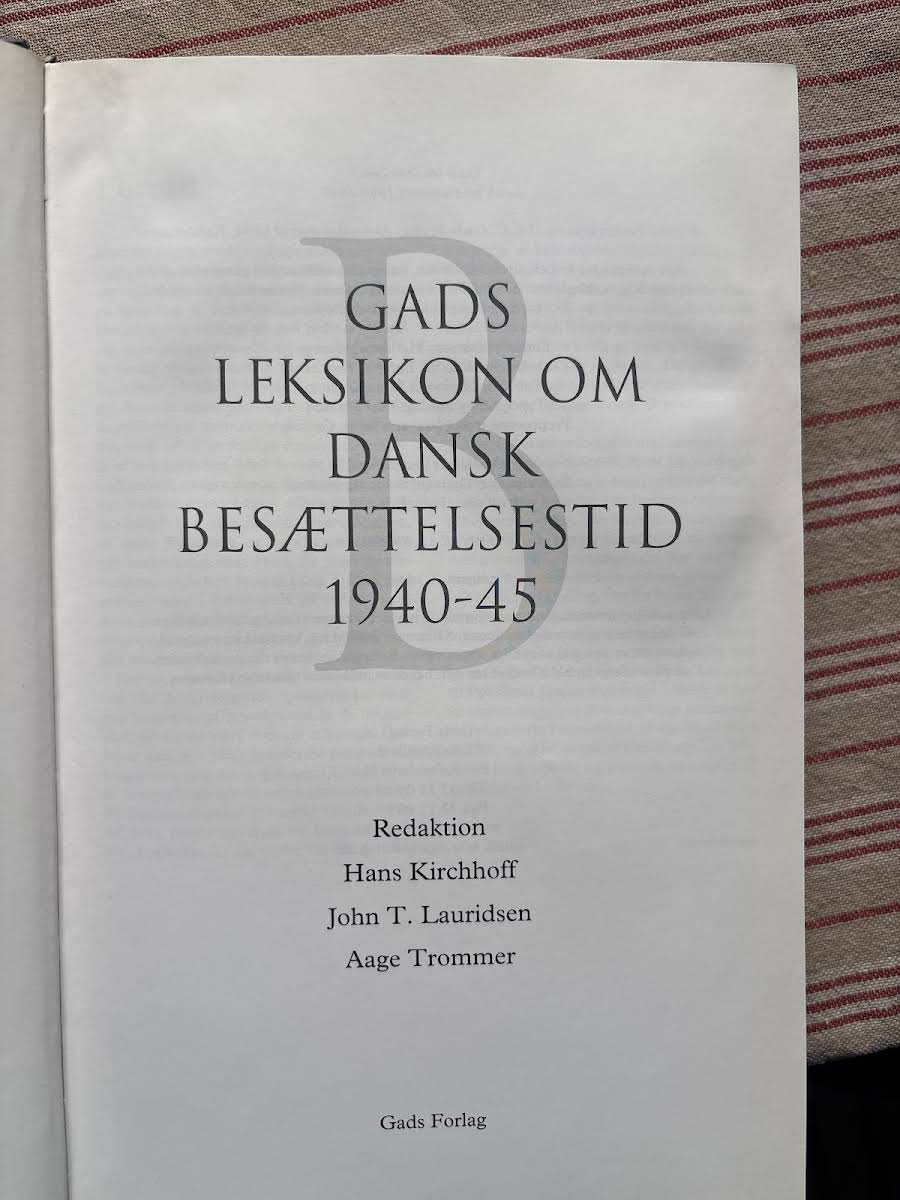 GADS
LEKSIKON OM
DANSK
BESÆTTELSESTID
1940-45
Redaktion
Hans Kirchhoff
John T. Lauridsen
Aage Trommer
Gads Forlag